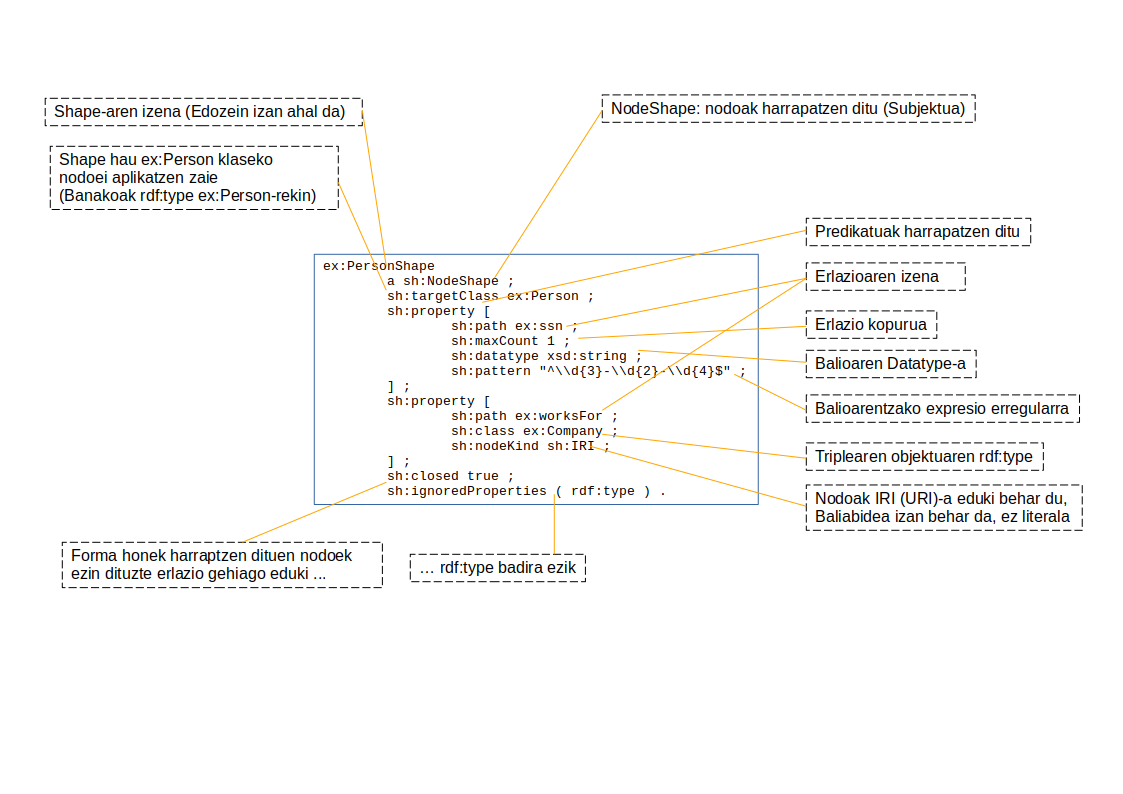 Shape-aren izena (Edozein izan ahal da)
NodeShape: nodoak harrapatzen ditu (Subjektua)
Shape hau ex:Person klaseko
nodoei aplikatzen zaie
(Banakoak rdf:type ex:Person-rekin)
Predikatuak harrapatzen ditu
Erlazioaren izena
Erlazio kopurua
Balioaren Datatype-a
Balioarentzako expresio erregularra
Triplearen objektuaren rdf:type
Nodoak IRI (URI)-a eduki behar du,
Baliabidea izan behar da, ez literala
ex:PersonShape
a sh:NodeShape ;
sh:targetClass ex:Person ;
sh:property [
sh:path ex:ssn ;
sh:maxCount 1 ;
sh:datatype xsd:string ;
sh:pattern "^\\d{3}-\\d{2}-\\d{4}$" ;
] ;
sh:property [
sh:path ex:worksFor ;
sh:class ex:Company ;
sh:nodeKind sh:IRI ;
] ;
sh:closed true ;
sh:ignoredProperties ( rdf:type ) .
Forma honek harraptzen dituen nodoek
ezin dituzte erlazio gehiago eduki ...
... rdf:type badira ezik